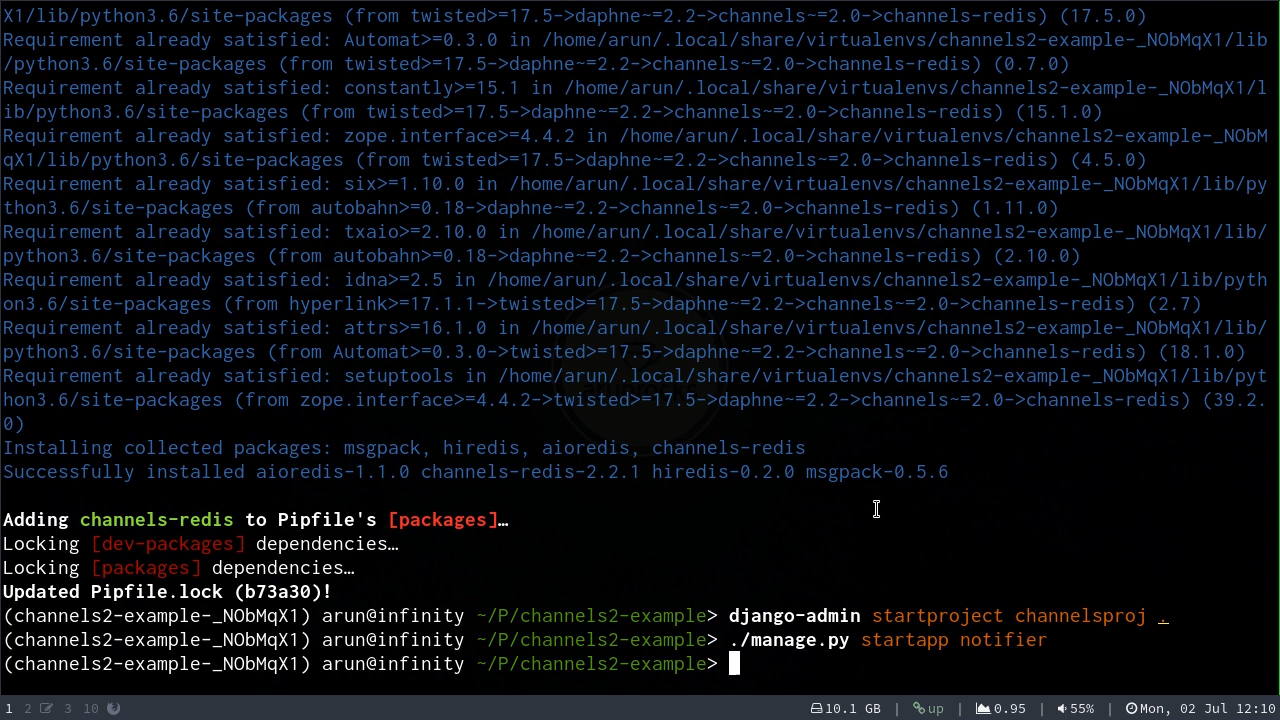 X1/lib/python3.6/site-packages (from twisted>=17.5->daphne~=2.2->channels~=2.0->channels-redis) (17.5.0)
Requirement already satisfied: Automat>=0.3.0 in /home/arun/.local/share/virtualenvs/channels2-example-_NObMqX1/lib
/python3.6/site-packages (from twisted>=17.5->daphne~=2.2->channels~=2.0->channels-redis) (0.7.0)
Requirement already satisfied: constantly>=15.1 in /home/arun/.local/share/virtualenvs/channels2-example-_NObMqX1/l
ib/python3.6/site-packages (from twisted>=17.5->daphne~=2.2->channels~=2.0->channels-redis) (15.1.0)
Requirement already satisfied: zope.interface>=4.4.2 in /home/arun/.local/share/virtualenvs/channels2-example-_NObM
qX1/lib/python3.6/site-packages (from twisted>=17.5->daphne~=2.2->channels~=2.0->channels-redis) (4.5.0)
Requirement already satisfied: six>=1.10.0 in /home/arun/.local/share/virtualenvs/channels2-example-_NObMqX1/lib/py
thon3.6/site-packages (from autobahn>=0.18->daphne~=2.2->channels~=2.0->channels-redis) (1.11.0)
Requirement already satisfied: txaio>=2.10.0 in /home/arun/.local/share/virtualenvs/channels2-example-_NObMqX1/lib/
python3.6/site-packages (from autobahn>=0.18->daphne~=2.2->channels~=2.0->channels-redis) (2.10.0)
Requirement already satisfied: idna>=2.5 in /home/arun/.local/share/virtualenvs/channels2-example-_NObMqX1/lib/pyth
on3.6/site-packages (from hyperlink>=17.1.1->twisted>=17.5->daphne~=2.2->channels~=2.0->channels-redis) (2.7)
Requirement already satisfied: attrs>=16.1.0 in /home/arun/.local/share/virtualenvs/channels2-example-_NObMqX1/lib/
python3.6/site-packages (from Automat>=0.3.0->twisted>=17.5->daphne~=2.2->channels~=2.0->channels-redis) (18.1.0)
Requirement already satisfied: setuptools in /home/arun/.local/share/virtualenvs/channels2-example-_NObMqX1/lib/pyt
hon3.6/site-packages (from zope.interface>=4.4.2->twisted>=17.5->daphne~=2.2->channels~=2.0->channels-redis) (39.2.
0)
Installing collected packages: msgpack, hiredis, aioredis, channels-redis
Successfully installed aioredis-1.1.0 channels-redis-2.2.1 hiredis-0.2.0 msgpack-0.5.6
Adding channels-redis to Pipfile's [packages]…
Locking [dev-packages] dependencies…
Locking [packages] dependencies…
Updated Pipfile.lock (b73a30)!
(channels2-example-_NObMqX1) arun@infinity ~/P/channels2-example> django-admin startproject channelsproj .
(channels2-example-_NObMqX1) arun@infinity ~/P/channels2-example> ./manage.py startapp notifier
(channels2-example-_NObMqX1) arun@infinity ~/P/channels2-example>
1 2 3 10 10.1 GB | up | 0.95 | 55% | Mon, 02 Jul 12:10